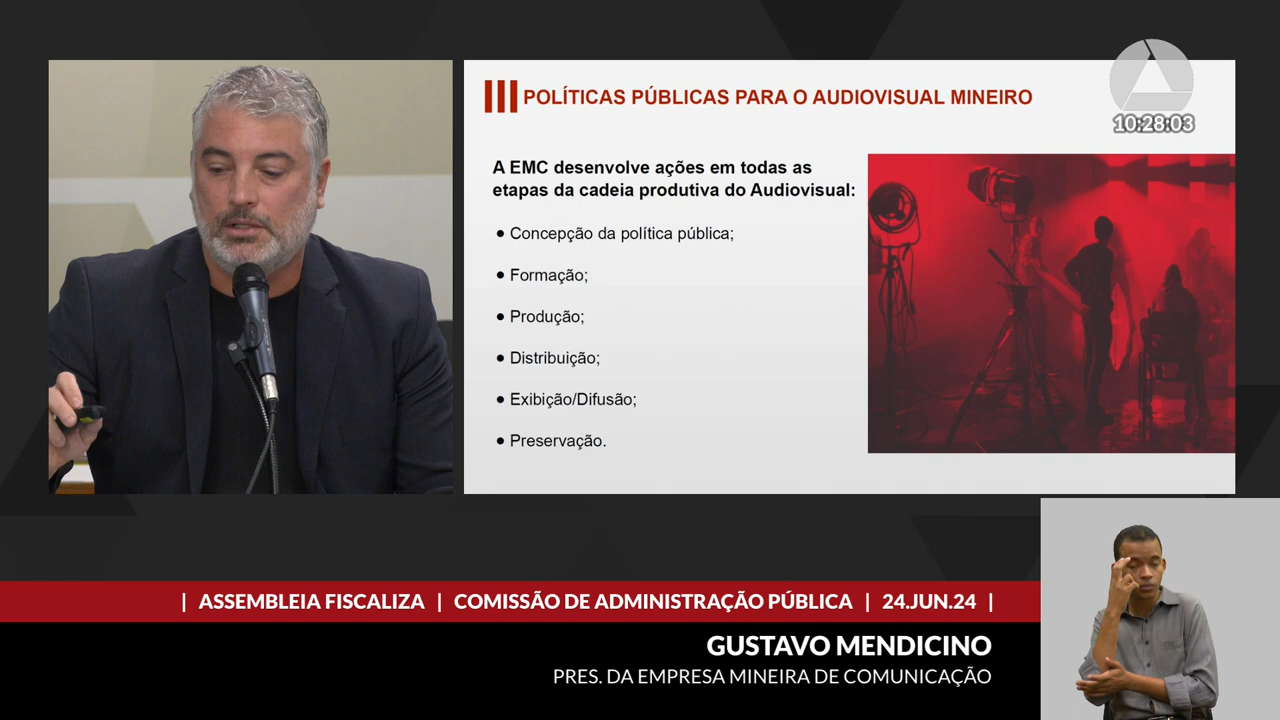 POLÍTICAS PÚBLICAS PARA O AUDIOVISUAL MINEIRO
10:28:03
A EMC desenvolve ações em todas as
etapas da cadeia produtiva do Audiovisual:
● Concepção da política pública;
● Formação;
● Produção;
● Distribuição;
● Exibição/Difusão;
● Preservação.
| ASSEMBLEIA FISCALIZA | COMISSÃO DE ADMINISTRAÇÃO PÚBLICA | 24.JUN.24 |
GUSTAVO MENDICINO
PRES. DA EMPRESA MINEIRA DE COMUNICAÇÃO